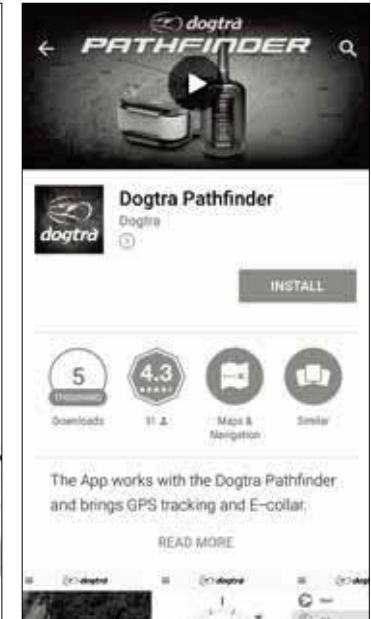 dogtra
PATHFINDER
dogtra
Dogtra Pathfinder
Dogtra
INSTALL
5
THOUSAND
Downloads
4.3
Maps &
Navigation
Similar
The App works with the Dogtra Pathfinder
and brings GPS tracking and E-collar.
READ MORE
dogtra
dogtra